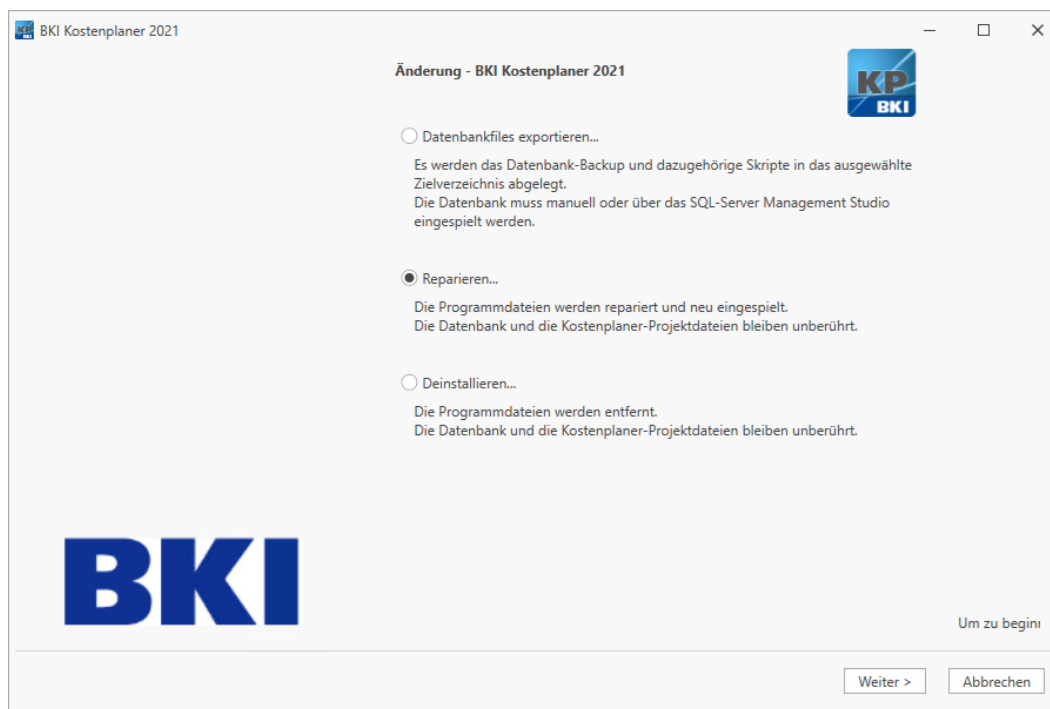 BKI Kostenplaner 2021
Änderung - BKI Kostenplaner 2021
KP
BKI
Datenbankfiles exportieren...
Es werden das Datenbank-Backup und dazugehörige Skripte in das ausgewählte
Zielverzeichnis abgelegt.
Die Datenbank muss manuell oder über das SQL-Server Management Studio
eingespielt werden.
Reparieren...
Die Programmdateien werden repariert und neu eingespielt.
Die Datenbank und die Kostenplaner-Projektdateien bleiben unberührt.
Deinstallieren...
Die Programmdateien werden entfernt.
Die Datenbank und die Kostenplaner-Projektdateien bleiben unberührt.
BKI
Um zu begin
Weiter >
Abbrechen